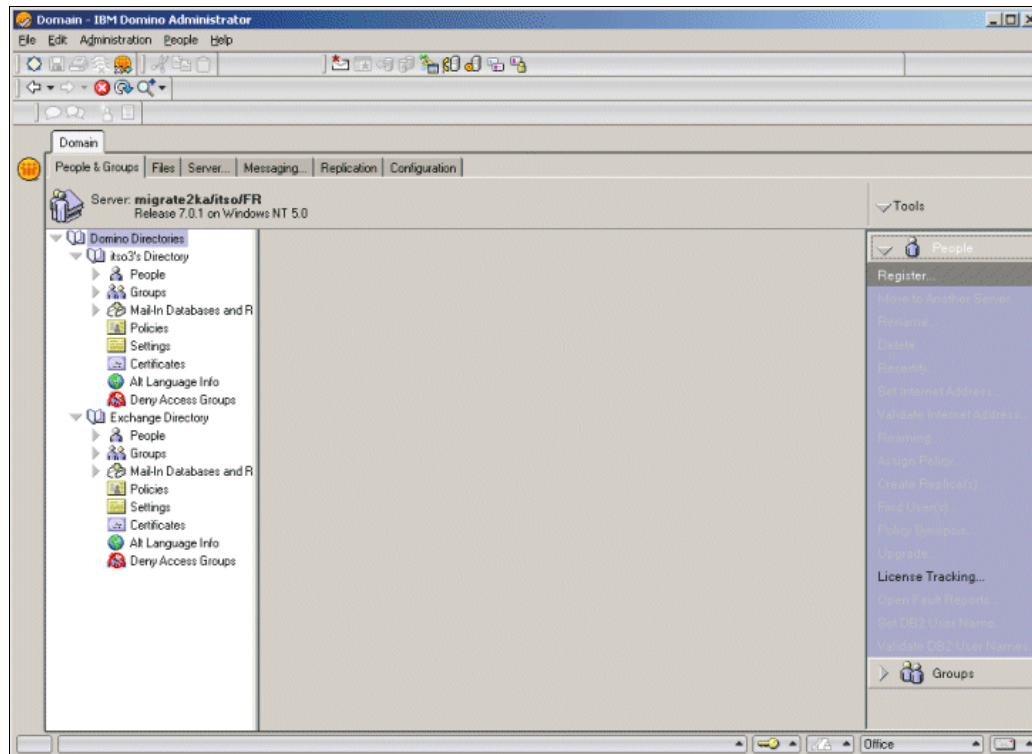 Domain - IBM Domino Administrator
File Edit Administration People Help
Domain
People & Groups Files Server... Messaging... Replication Configuration
Server: migrate2ka/itso/FR
Release 7.0.1 on Windows NT 5.0
Tools
Domino Directories
itso3's Directory
People
Groups
Mail-In Databases and R
Policies
Settings
Certificates
Alt Language Info
Deny Access Groups
Exchange Directory
People
Groups
Mail-In Databases and R
Policies
Settings
Certificates
Alt Language Info
Deny Access Groups
People
Register...
Move to Another Server...
Rename...
Delete...
Recertify...
Set Internet Address...
Validate Internet Address...
Roaming...
Assign Policy...
Create Replica(s)...
Find User(s)...
Policy Synopsis...
Upgrade...
License Tracking...
Open Fault Reports...
Set DB2 User Name...
Validate DB2 User Names
Groups
Office